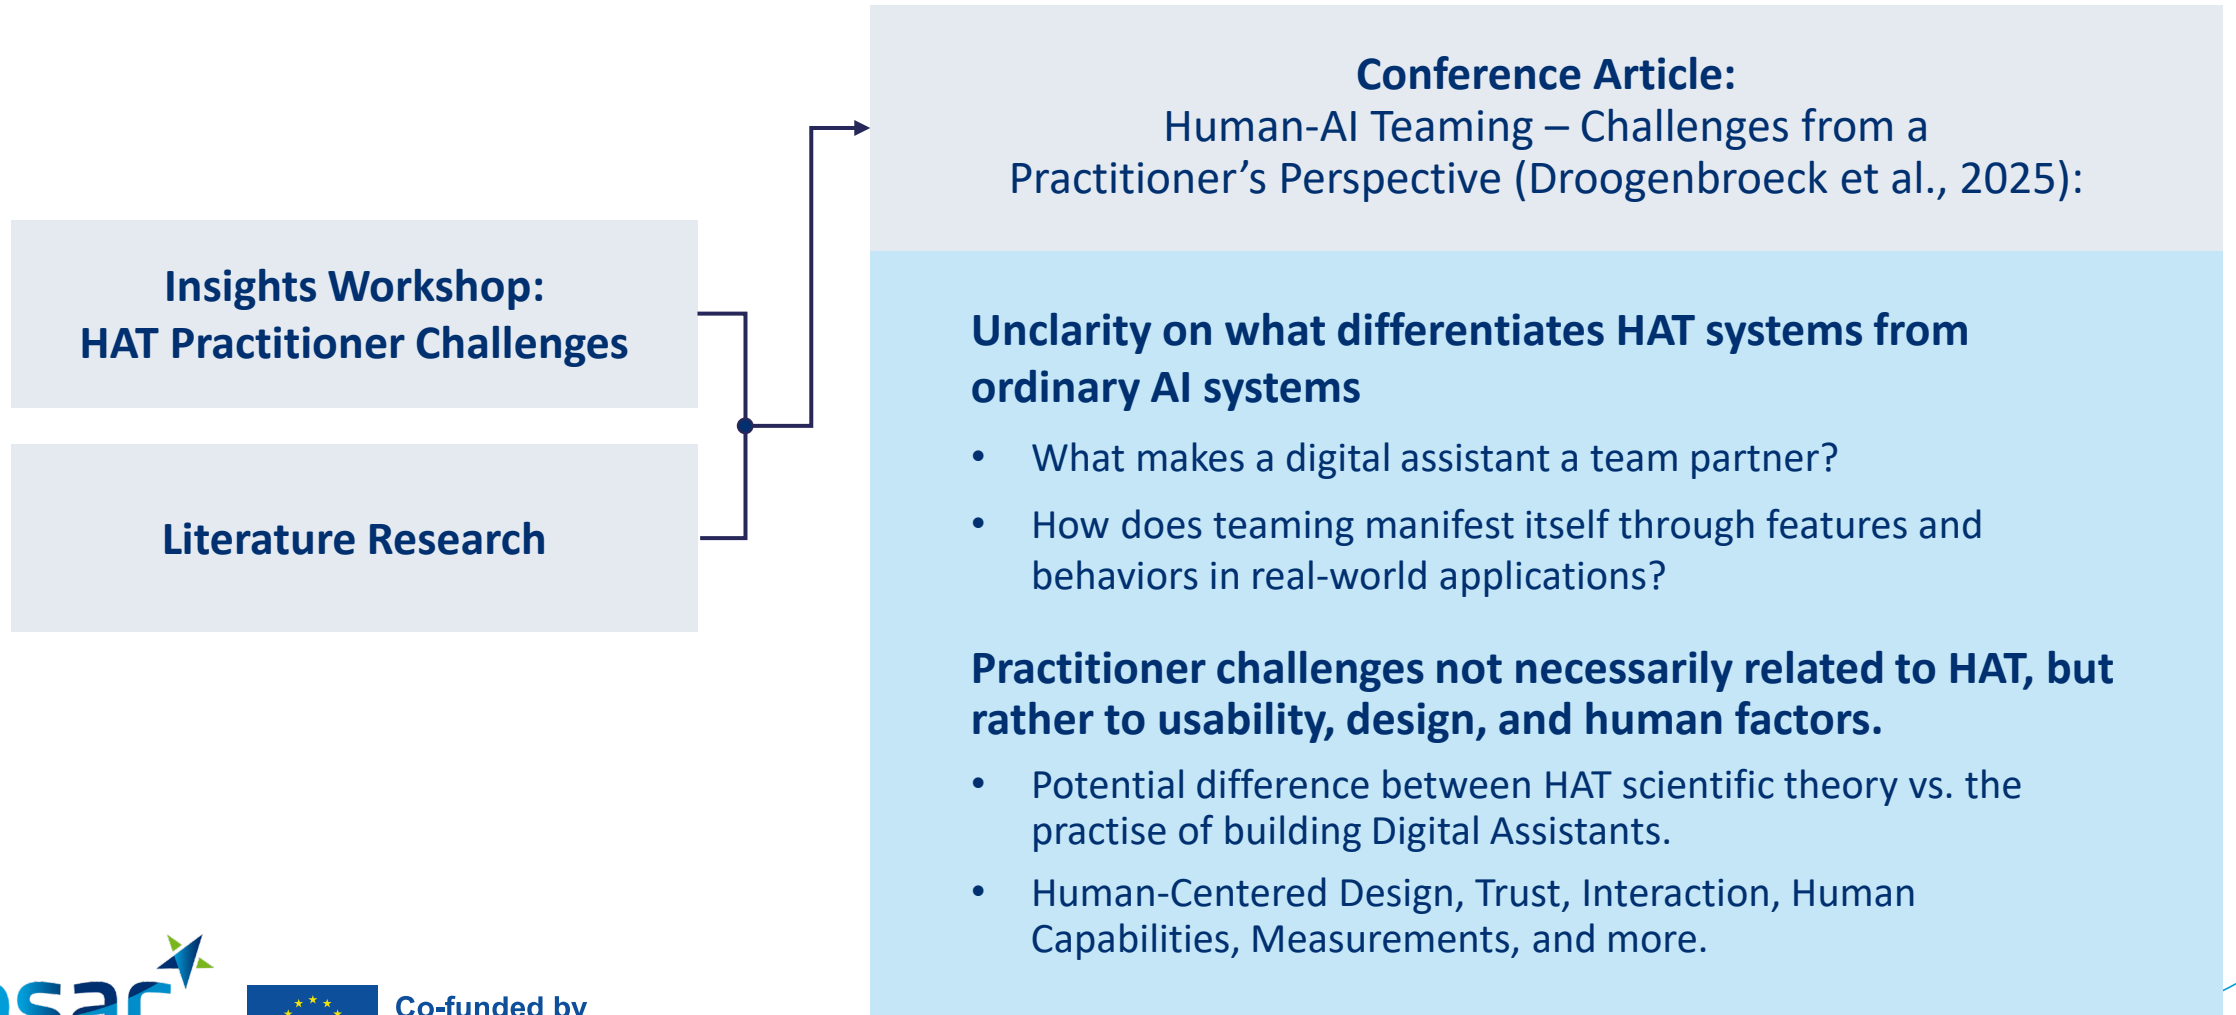 Conference Article:
Human-AI Teaming – Challenges from a
Practitioner’s Perspective (Droogenbroeck et al., 2025):
Insights Workshop:
HAT Practitioner Challenges
Literature Research
Unclarity on what differentiates HAT systems from
ordinary AI systems
• What makes a digital assistant a team partner?
• How does teaming manifest itself through features and
behaviors in real-world applications?
Practitioner challenges not necessarily related to HAT, but
rather to usability, design, and human factors.
• Potential difference between HAT scientific theory vs. the
practise of building Digital Assistants.
• Human-Centered Design, Trust, Interaction, Human
Capabilities, Measurements, and more.
Co-funded by